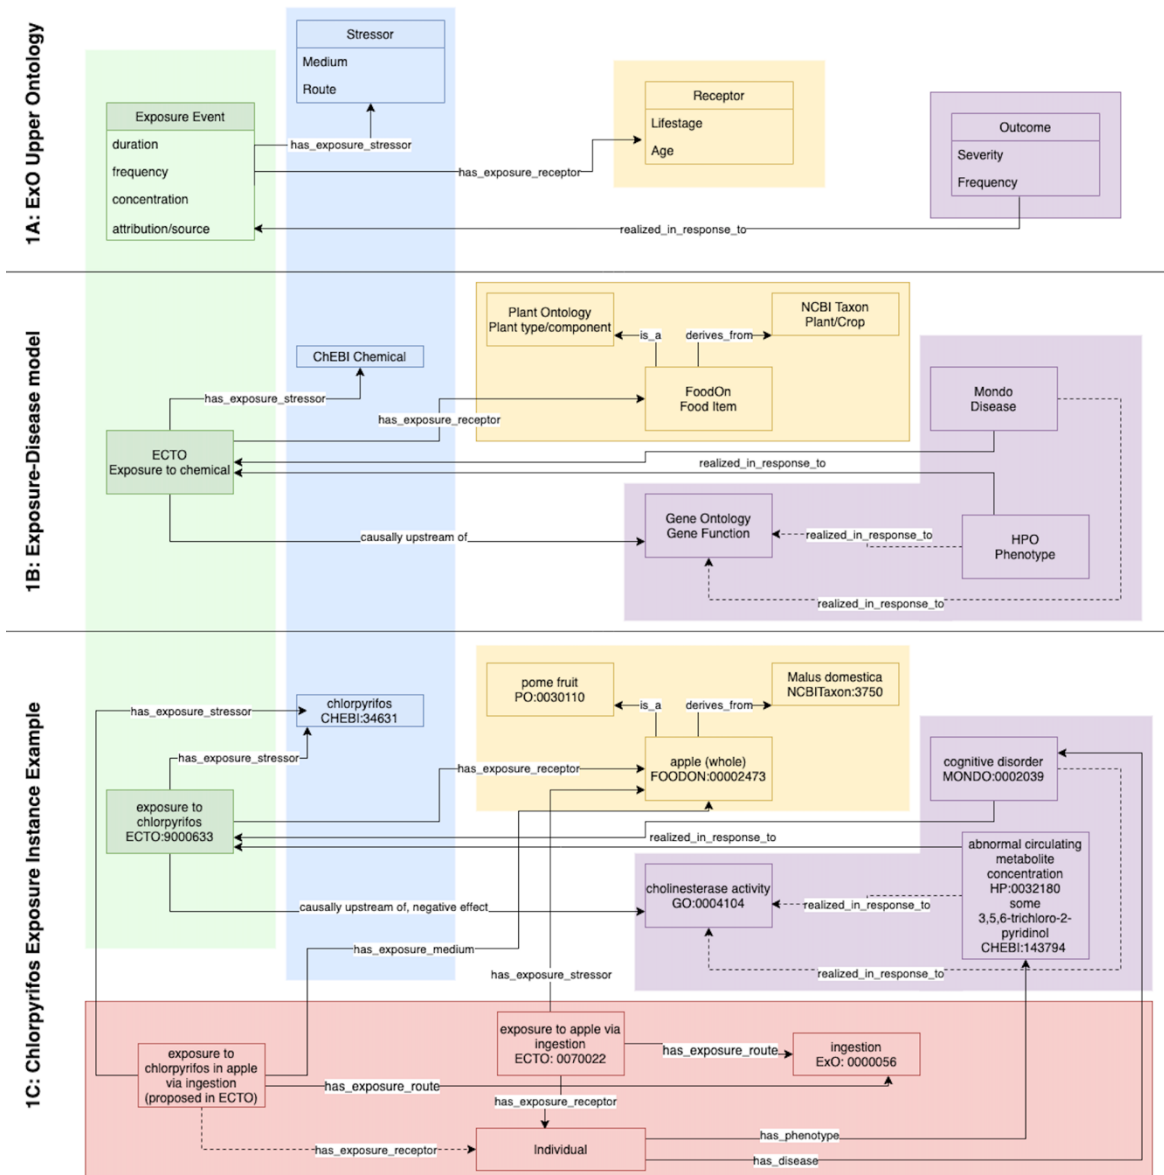 1A: ExO Upper Ontology
Stressor
Medium
Route
Exposure Event
duration
frequency
concentration
attribution/source
has_exposure_stressor
has_exposure_receptor
Receptor
Lifestage
Age
Outcome
Severity
Frequency
realized_in_response_to
1B: Exposure-Disease model
Plant Ontology
Plant type/component
NCBI Taxon
Plant/Crop
is_a
derives_from
ChEBI Chemical
FoodOn
Food Item
Mondo
Disease
has_exposure_stressor
has_exposure_receptor
ECTO
Exposure to chemical
realized_in_response_to
Gene Ontology
Gene Function
causally upstream of
realized_in_response_to
HPO
Phenotype
realized_in_response_to
1C: Chlorpyrifos Exposure Instance Example
pome fruit
PO:0030110
Malus domestica
NCBITaxon:3750
is_a
derives_from
chlorpyrifos
CHEBI:34631
has_exposure_stressor
has_exposure_stressor
has_exposure_receptor
apple (whole)
FOODON:00002473
cognitive disorder
MONDO:0002039
exposure to
chlorpyrifos
ECTO:9000633
realized_in_response_to
abnormal circulating
metabolite
concentration
HP:0032180
some
3,5,6-trichloro-2-
pyridinol
CHEBI:143794
cholinesterase activity
GO:0004104
realized_in_response_to
causally upstream of, negative effect
has_exposure_medium
has_exposure_stressor
realized_in_response_to
exposure to
chlorpyrifos in apple
via ingestion
(proposed in ECTO)
exposure to apple via
ingestion
ECTO: 0070022
has_exposure_route
ingestion
ExO: 0000056
has_exposure_route
has_exposure_receptor
has_exposure_receptor
Individual
has_phenotype
has_disease